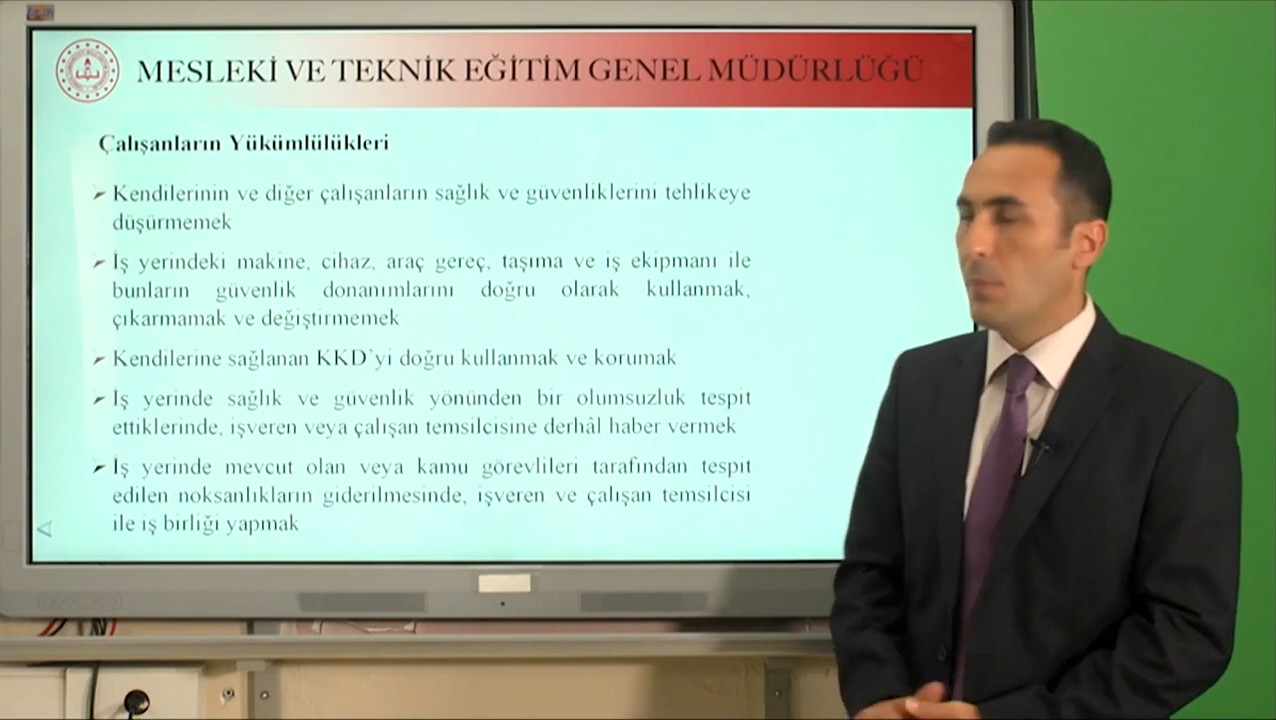 MESLEKİ VE TEKNİK EĞİTİM GENEL MÜDÜRLÜĞÜ
Çalışanların Yükümlülükleri
➢ Kendilerinin ve diğer çalışanların sağlık ve güvenliklerini tehlikeye
düşürmemek
➢ İş yerindeki makine, cihaz, araç gereç, taşıma ve iş ekipmanı ile
bunların güvenlik donanımlarını doğru olarak kullanmak,
çıkarmamak ve değiştirmemek
➢ Kendilerine sağlanan KKD'yi doğru kullanmak ve korumak
➢ İş yerinde sağlık ve güvenlik yönünden bir olumsuzluk tespit
ettiklerinde, işveren veya çalışan temsilcisine derhâl haber vermek
➢ İş yerinde mevcut olan veya kamu görevlileri tarafından tespit
edilen noksanlıkların giderilmesinde, işveren ve çalışan temsilcisi
ile iş birliği yapmak